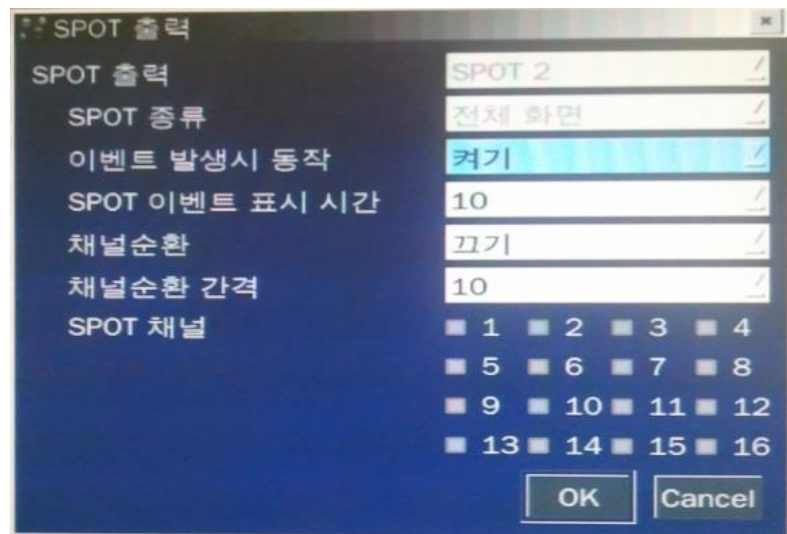 SPOT 출력
SPOT 출력 SPOT 2
SPOT 종류 전체 화면
이벤트 발생시 동작 켜기
SPOT 이벤트 표시 시간 10
채널순환 끄기
채널순환 간격 10
SPOT 채널 1 2 3 4
5 6 7 8
9 10 11 12
13 14 15 16
OK Cancel